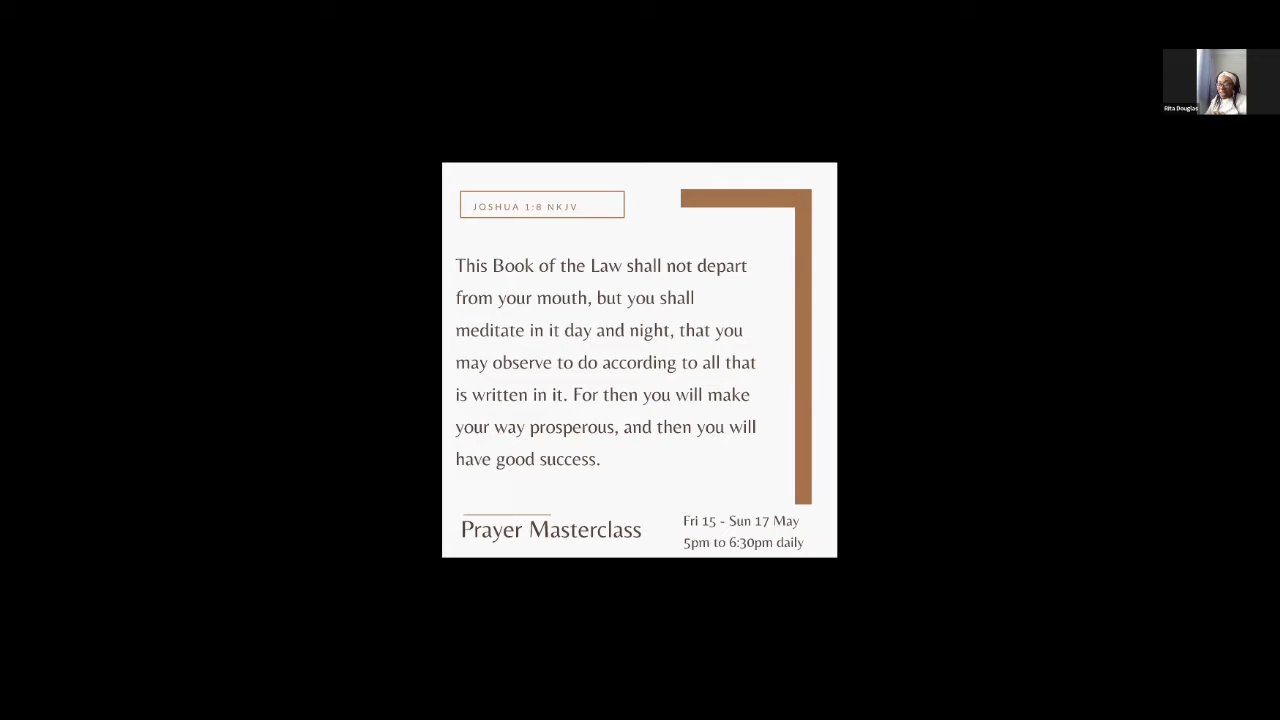 Rita Douglas
JOSHUA 1:8 NKJV
This Book of the Law shall not depart
from your mouth, but you shall
meditate in it day and night, that you
may observe to do according to all that
is written in it. For then you will make
your way prosperous, and then you will
have good success.
Prayer Masterclass
Fri 15 - Sun 17 May
5pm to 6:30pm daily